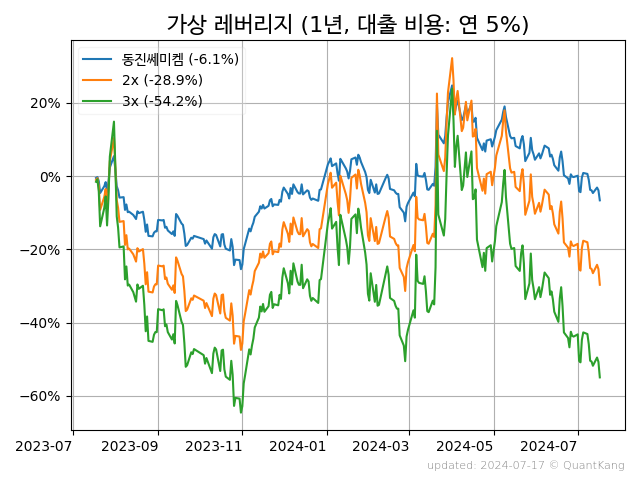 가상 레버리지 (1년, 대출 비용: 연 5%)
동진쎄미켐 (-6.1%)
2x (-28.9%)
3x (-54.2%)
20%
0%
−20%
−40%
−60%
2023-07 2023-09 2023-11 2024-01 2024-03 2024-05 2024-07
updated: 2024-07-17 © QuantKang